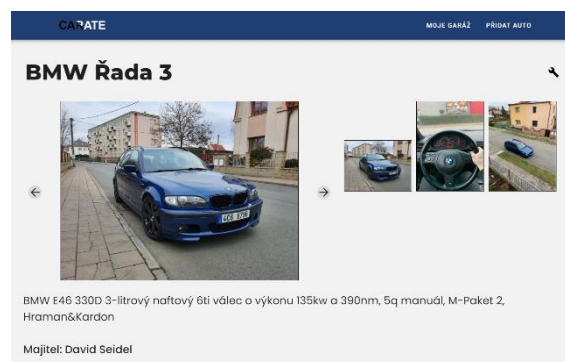 CARATE
MOJE GARÁŽ PŘIDAT AUTO
BMW Řada 3
BMW E46 330D 3-litrový naftový 6ti válec o výkonu 135kw a 390nm, 5q manuál, M-Paket 2,
Hraman&Kardon
Majitel: David Seidel